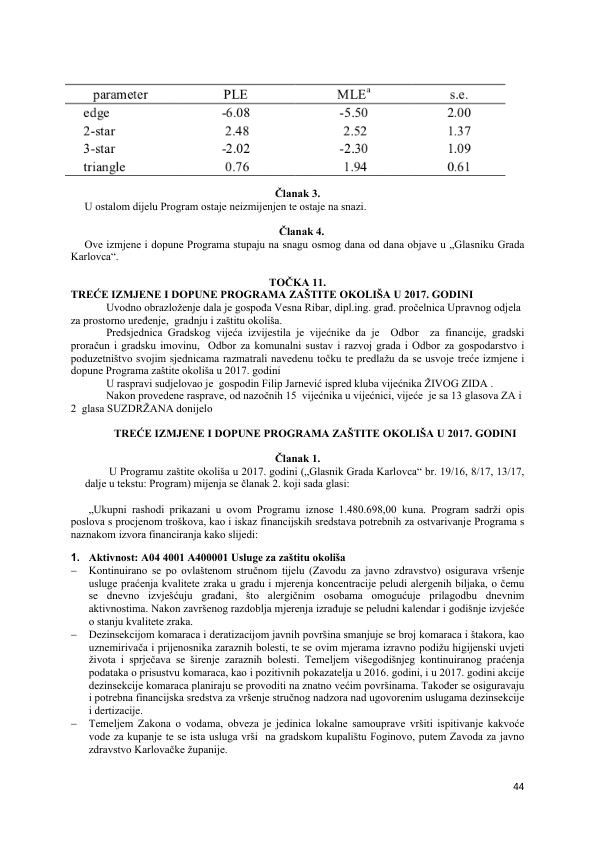 parameter PLE MLEa s.e.
edge -6.08 -5.50 2.00
2-star 2.48 2.52 1.37
3-star -2.02 -2.30 1.09
triangle 0.76 1.94 0.61
Članak 3.
U ostalom dijelu Program ostaje neizmijenjen te ostaje na snazi.
Članak 4.
Ove izmjene i dopune Programa stupaju na snagu osmog dana od dana objave u „Glasniku Grada
Karlovca“.
TOČKA 11.
TREĆE IZMJENE I DOPUNE PROGRAMA ZAŠTITE OKOLIŠA U 2017. GODINI
Uvodno obrazloženje dala je gospođa Vesna Ribar, dipl.ing. građ. pročelnica Upravnog odjela
za prostorno uređenje, gradnju i zaštitu okoliša.
Predsjednica Gradskog vijeća izvijestila je vijećnike da je Odbor za financije, gradski
proračun i gradsku imovinu, Odbor za komunalni sustav i razvoj grada i Odbor za gospodarstvo i
poduzetništvo svojim sjednicama razmatrali navedenu točku te predlažu da se usvoje treće izmjene i
dopune Programa zaštite okoliša u 2017. godini
U raspravi sudjelovao je gospodin Filip Jarnević ispred kluba vijećnika ŽIVOG ZIDA .
Nakon provedene rasprave, od nazočnih 15 vijećnika u vijećnici, vijeće je sa 13 glasova ZA i
2 glasa SUZDRŽANA donijelo
TREĆE IZMJENE I DOPUNE PROGRAMA ZAŠTITE OKOLIŠA U 2017. GODINI
Članak 1.
U Programu zaštite okoliša u 2017. godini („Glasnik Grada Karlovca“ br. 19/16, 8/17, 13/17,
dalje u tekstu: Program) mijenja se članak 2. koji sada glasi:
„Ukupni rashodi prikazani u ovom Programu iznose 1.480.698,00 kuna. Program sadrži opis
poslova s procjenom troškova, kao i iskaz financijskih sredstava potrebnih za ostvarivanje Programa s
naznakom izvora financiranja kako slijedi:
1. Aktivnost: A04 4001 A400001 Usluge za zaštitu okoliša
– Kontinuirano se po ovlaštenom stručnom tijelu (Zavodu za javno zdravstvo) osigurava vršenje
usluge praćenja kvalitete zraka u gradu i mjerenja koncentracije peludi alergenih biljaka, o čemu
se dnevno izvješćuju građani, što alergičnim osobama omogućuje prilagodbu dnevnim
aktivnostima. Nakon završenog razdoblja mjerenja izrađuje se peludni kalendar i godišnje izvješće
o stanju kvalitete zraka.
– Dezinsekcijom komaraca i deratizacijom javnih površina smanjuje se broj komaraca i štakora, kao
uznemirivača i prijenosnika zaraznih bolesti, te se ovim mjerama izravno podižu higijenski uvjeti
života i sprječava se širenje zaraznih bolesti. Temeljem višegodišnjeg kontinuiranog praćenja
podataka o prisustvu komaraca, kao i pozitivnih pokazatelja u 2016. godini, i u 2017. godini akcije
dezinsekcije komaraca planiraju se provoditi na znatno većim površinama. Također se osiguravaju
i potrebna financijska sredstva za vršenje stručnog nadzora nad ugovorenim uslugama dezinsekcije
i dertizacije.
– Temeljem Zakona o vodama, obveza je jedinica lokalne samouprave vršiti ispitivanje kakvoće
vode za kupanje te se ista usluga vrši na gradskom kupalištu Foginovo, putem Zavoda za javno
zdravstvo Karlovačke županije.
44